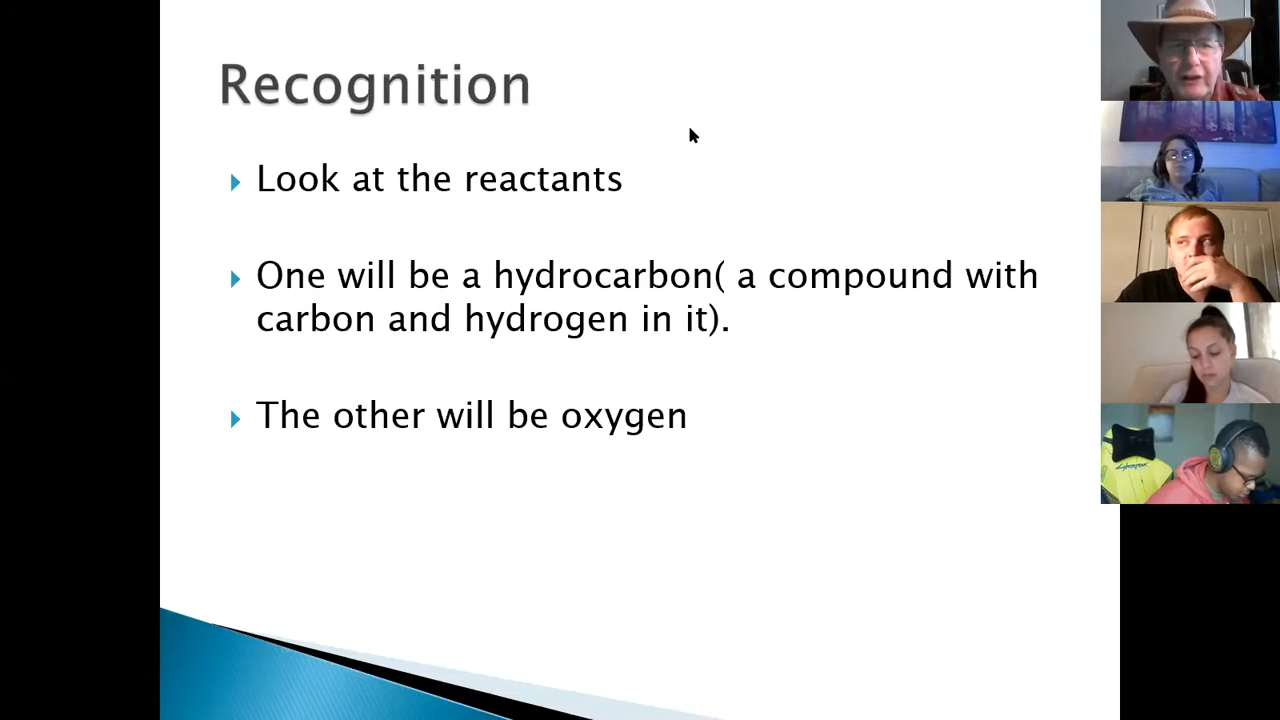 Recognition
Look at the reactants
One will be a hydrocarbon( a compound with
carbon and hydrogen in it).
The other will be oxygen